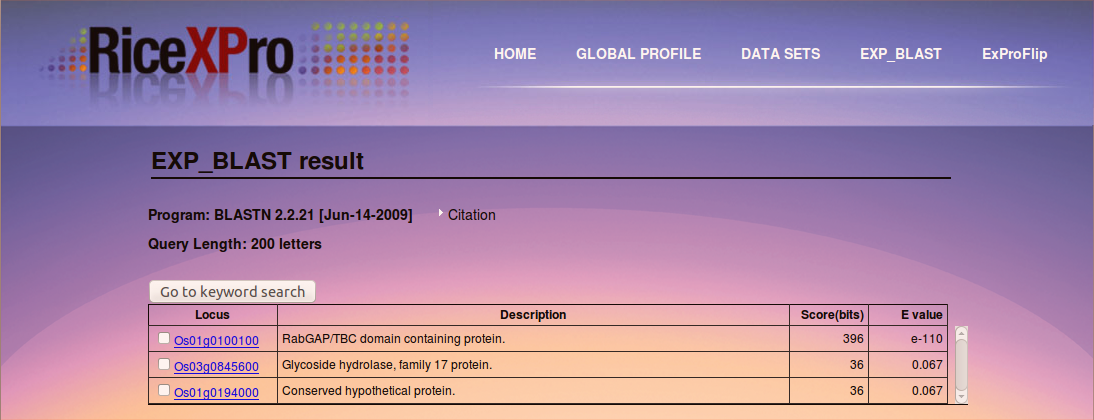 RiceXPro
HOME GLOBAL PROFILE DATA SETS EXP_BLAST ExProFlip
EXP_BLAST result
Program: BLASTN 2.2.21 [Jun-14-2009] Citation
Query Length: 200 letters
Go to keyword search
Locus Description Score(bits) E value
Os01g0100100 RabGAP/TBC domain containing protein. 396 e-110
Os03g0845600 Glycoside hydrolase, family 17 protein. 36 0.067
Os01g0194000 Conserved hypothetical protein. 36 0.067